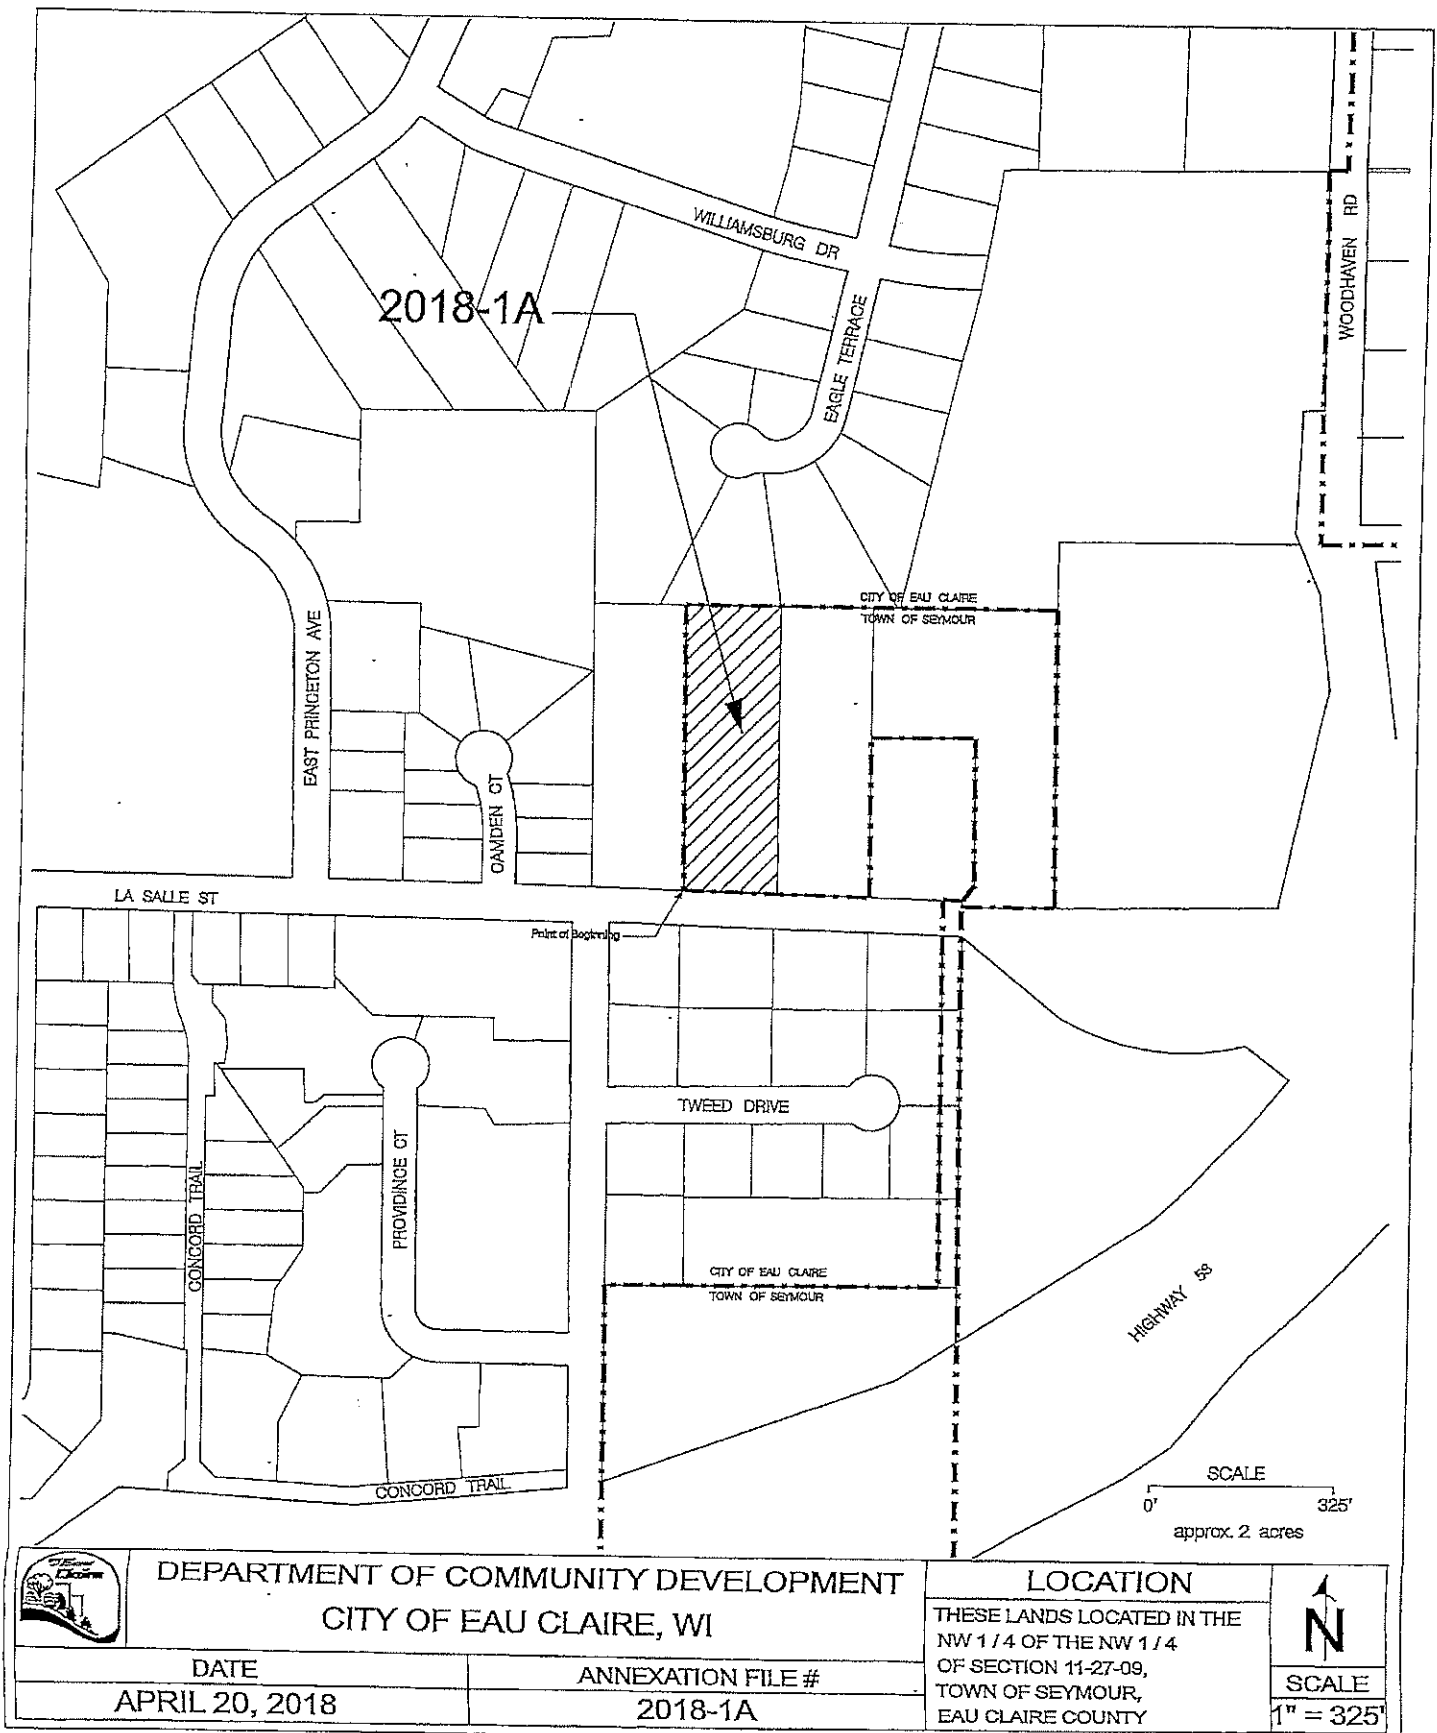 WILLIAMSBURG DR
WOODHAVEN RD
2018-1A
EAGLE TERRACE
CITY OF EAU CLAIRE
TOWN OF SEYMOUR
EAST PRINCETON AVE
CAMDEN CT
LA SALLE ST
Point of Beginning
TWEED DRIVE
PROVIDINCE CT
CONCORD TRAIL
CITY OF EAU CLAIRE
TOWN OF SEYMOUR
HIGHWAY 53
CONCORD TRAIL
SCALE
0' 325'
approx. 2 acres
DEPARTMENT OF COMMUNITY DEVELOPMENT
CITY OF EAU CLAIRE, WI
DATE
APRIL 20, 2018
ANNEXATION FILE #
2018-1A
LOCATION
THESE LANDS LOCATED IN THE
NW 1/4 OF THE NW 1/4
OF SECTION 11-27-09,
TOWN OF SEYMOUR,
EAU CLAIRE COUNTY
N
SCALE
1" = 325'